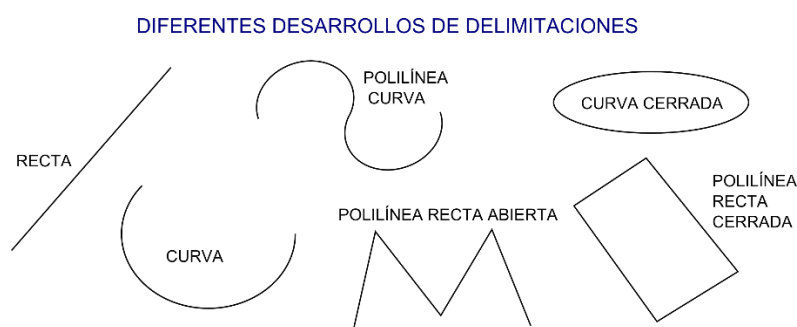 DIFERENTES DESARROLLOS DE DELIMITACIONES
POLILÍNEA
CURVA
CURVA CERRADA
RECTA
POLILÍNEA
RECTA
CERRADA
POLILÍNEA RECTA ABIERTA
CURVA